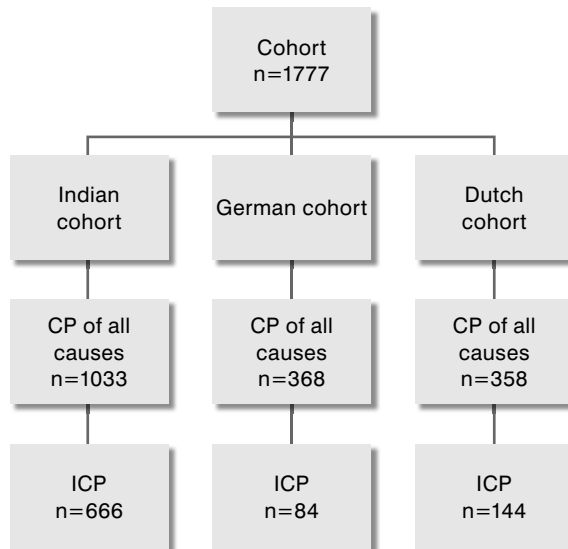 Cohort
n=1777
Indian
cohort
German cohort
Dutch
cohort
CP of all
causes
n=1033
CP of all
causes
n=368
CP of all
causes
n=358
ICP
n=666
ICP
n=84
ICP
n=144